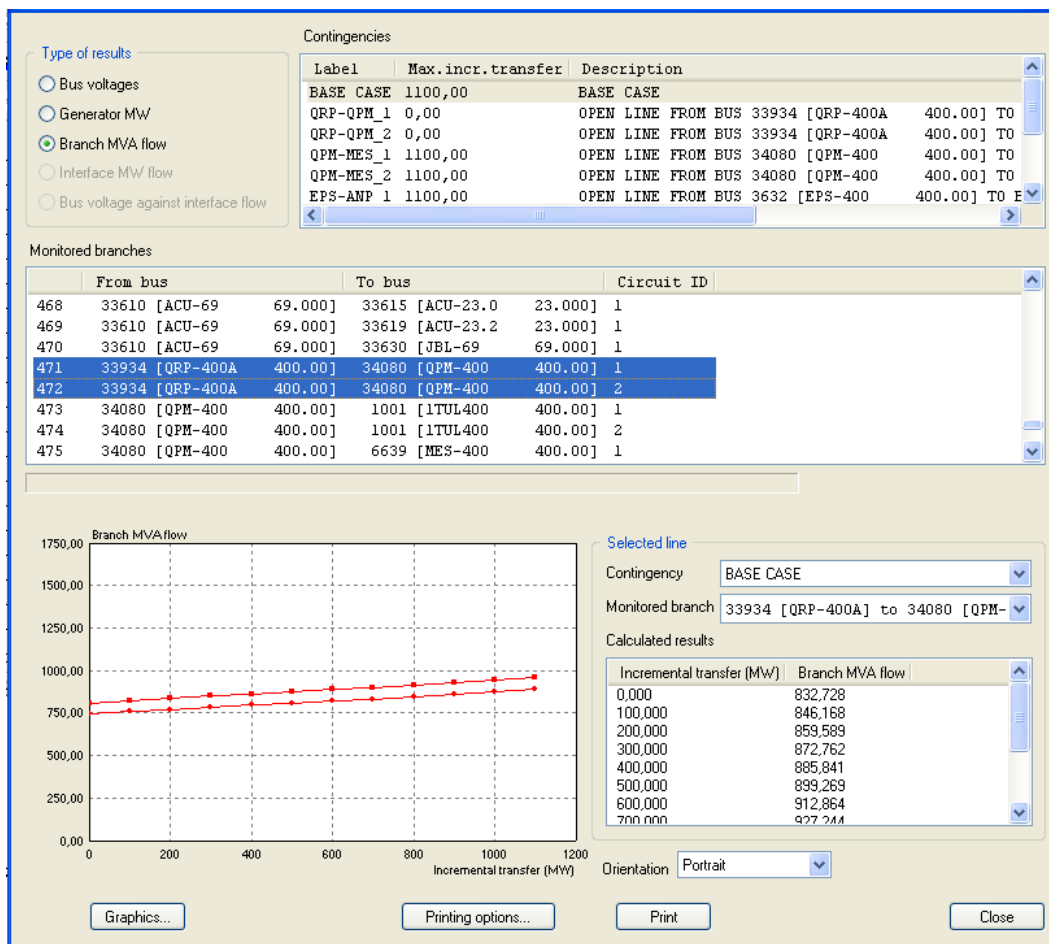 Contingencies
Type of results
Bus voltages
Generator MW
Branch MVA flow
Interface MW flow
Bus voltage against interface flow
Label Max.incr.transfer Description
BASE CASE 1100,00 BASE CASE
QRP-QPM_1 0,00 OPEN LINE FROM BUS 33934 [QRP-400A 400.00] TO
QRP-QPM_2 0,00 OPEN LINE FROM BUS 33934 [QRP-400A 400.00] TO
QPM-MES_1 1100,00 OPEN LINE FROM BUS 34080 [QPM-400 400.00] TO
QPM-MES_2 1100,00 OPEN LINE FROM BUS 34080 [QPM-400 400.00] TO
EPS-ANP 1 1100,00 OPEN LINE FROM BUS 3632 [EPS-400 400.00] TO
Monitored branches
From bus To bus Circuit ID
468 33610 [ACU-69 69.000] 33615 [ACU-23.0 23.000] 1
469 33610 [ACU-69 69.000] 33619 [ACU-23.2 23.000] 1
470 33610 [ACU-69 69.000] 33630 [JBL-69 69.000] 1
471 33934 [QRP-400A 400.00] 34080 [QPM-400 400.00] 1
472 33934 [QRP-400A 400.00] 34080 [QPM-400 400.00] 2
473 34080 [QPM-400 400.00] 1001 [1TUL400 400.00] 1
474 34080 [QPM-400 400.00] 1001 [1TUL400 400.00] 2
475 34080 [QPM-400 400.00] 6639 [MES-400 400.00] 1
Branch MVA flow
1750,00
1500,00
1250,00
1000,00
750,00
500,00
250,00
0,00
0 200 400 600 800 1000 1200
Incremental transfer (MW)
Selected line
Contingency BASE CASE
Monitored branch 33934 [QRP-400A] to 34080 [QPM-
Calculated results
Incremental transfer (MW) Branch MVA flow
0,000 832,728
100,000 846,168
200,000 859,589
300,000 872,762
400,000 885,841
500,000 899,269
600,000 912,864
700,000 927,244
Orientation Portrait
Graphics... Printing options... Print Close